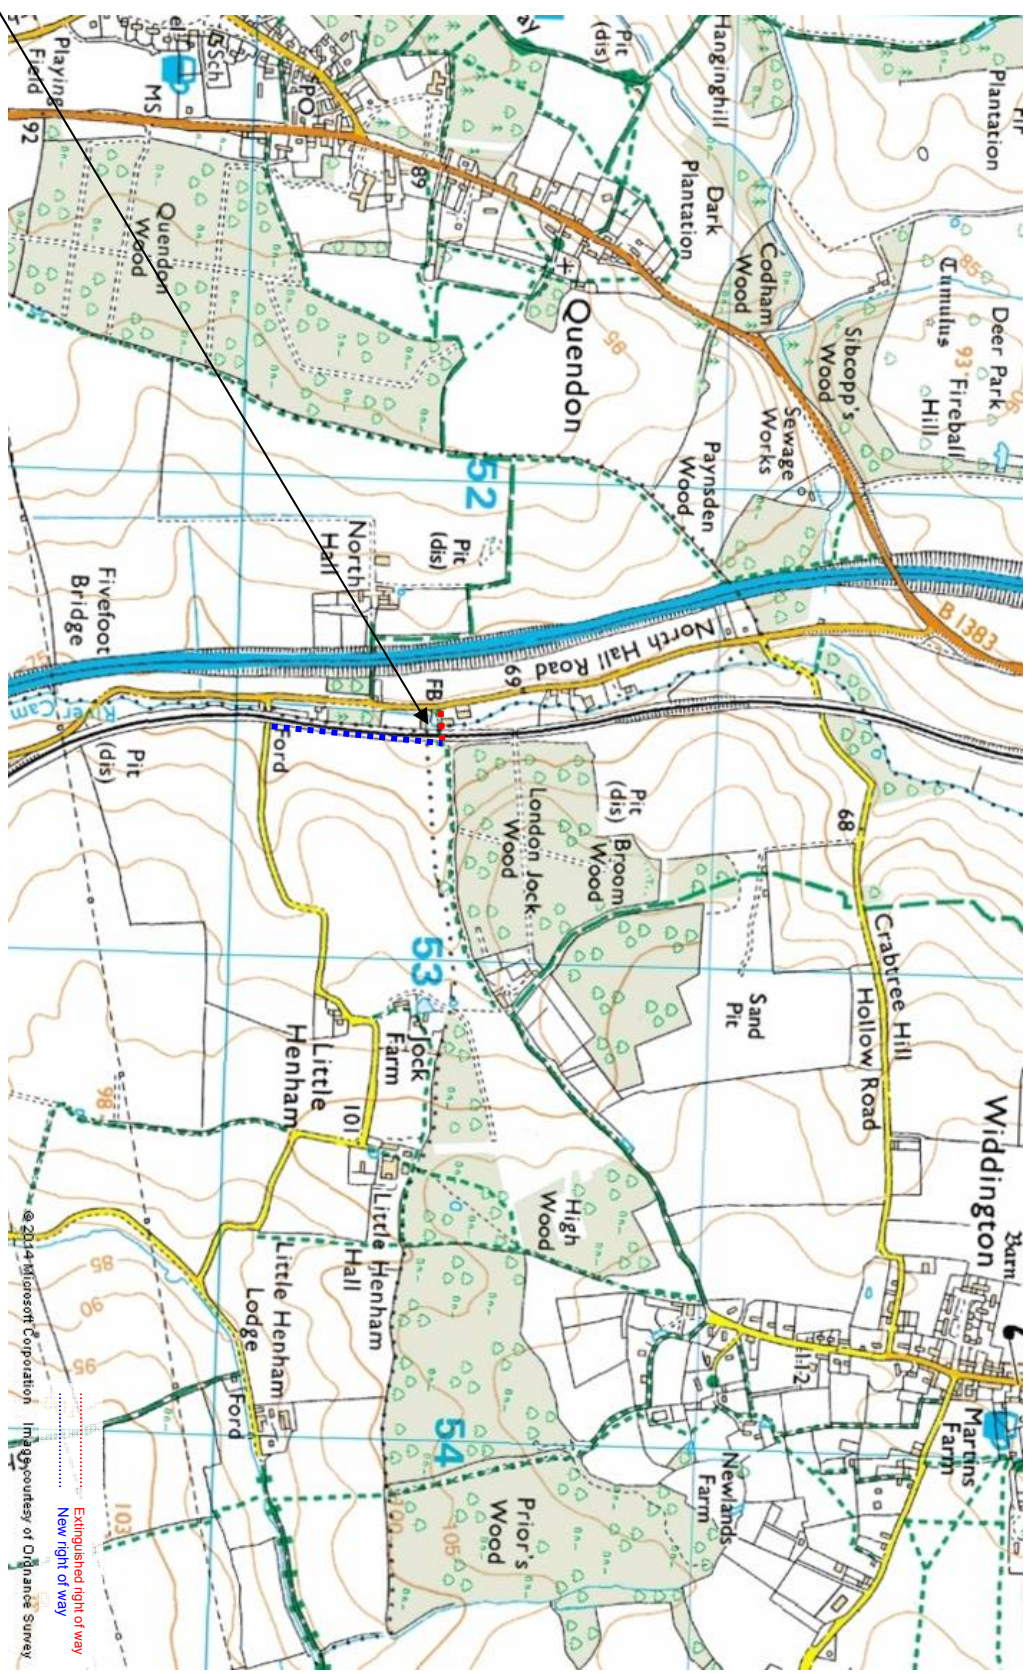 Playing
Field
92
MS
Sch
PO
Quendon
Wood
89
Pit
(dis)
Hanginghill
Dark
Plantation
Codham
Wood
Plantation
85
Tumulus
Deer Park
90
93
Fireball
Hill
Sibcopp's
Wood
Sewage
Works
Paynsden
Wood
Quendon
95
52
Pit
(dis)
North
Hall
Fivefoot
Bridge
75
River Cam
FB
69
North Hall Road
B 1383
Pit
(dis)
Ford
London Jock
Wood
Pit
(dis)
Broom
Wood
68
Crabtree Hill
Hollow Road
Sand
Pit
53
Jock
Farm
Little
Henham
101
98
Little Henham
Hall
High
Wood
Widdington
Barn
6
Little Henham
Lodge
Ford
85
90
95
103
112
Martins
Farm
Newlands
Farm
54
Prior's
Wood
100
105
Extinguished right of way
New right of way
© 2014 Microsoft Corporation Image courtesy of Ordnance Survey